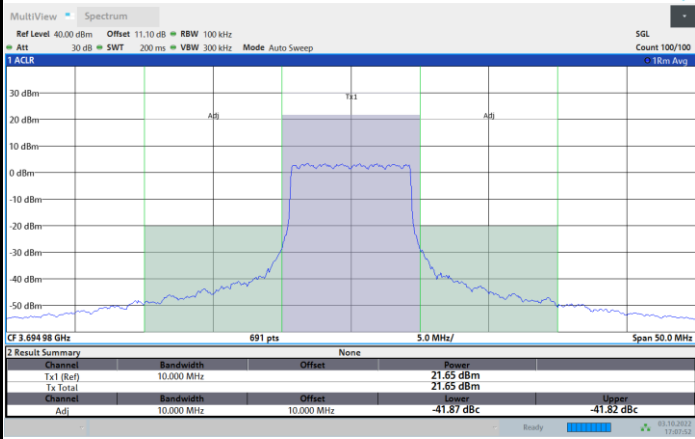 MultiView Spectrum
Ref Level 40.00 dBm Offset 11.10 dB RBW 100 kHz SGL
Att 30 dB SWT 200 ms VBW 300 kHz Mode Auto Sweep Count 100/100
1 ACLR 1Rm Avg
30 dBm
Tx1
20 dBm
Adj Adj
10 dBm
0 dBm
-10 dBm
-20 dBm
-30 dBm
-40 dBm
-50 dBm
CF 3.694 98 GHz 691 pts 5.0 MHz/ Span 50.0 MHz
2 Result Summary None
Channel Bandwidth Offset Power
Tx1 (Ref) 10.000 MHz 21.65 dBm
Tx Total 21.65 dBm
Channel Bandwidth Offset Lower Upper
Adj 10.000 MHz 10.000 MHz -41.87 dBc -41.82 dBc
Ready 03.10.2022
17:07:52